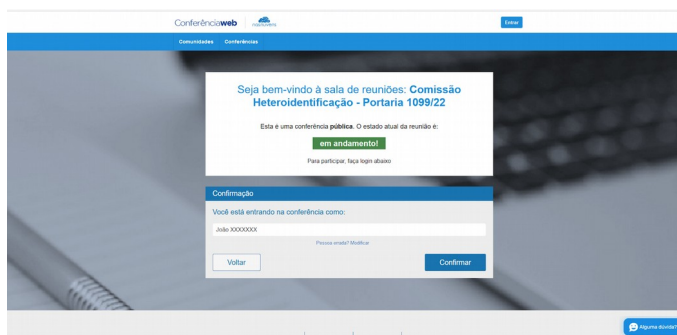 Conferênciaweb
Entrar
Comunidades Conferências
Seja bem-vindo à sala de reuniões: Comissão
Heteroidentificação - Portaria 1099/22
Esta é uma conferência pública. O estado atual da reunião é:
em andamento!
Para participar, faça login abaixo
Confirmação
Você está entrando na conferência como:
João XXXXXXX
Pessoa errada? Modificar
Voltar Confirmar
Alguma dúvida?